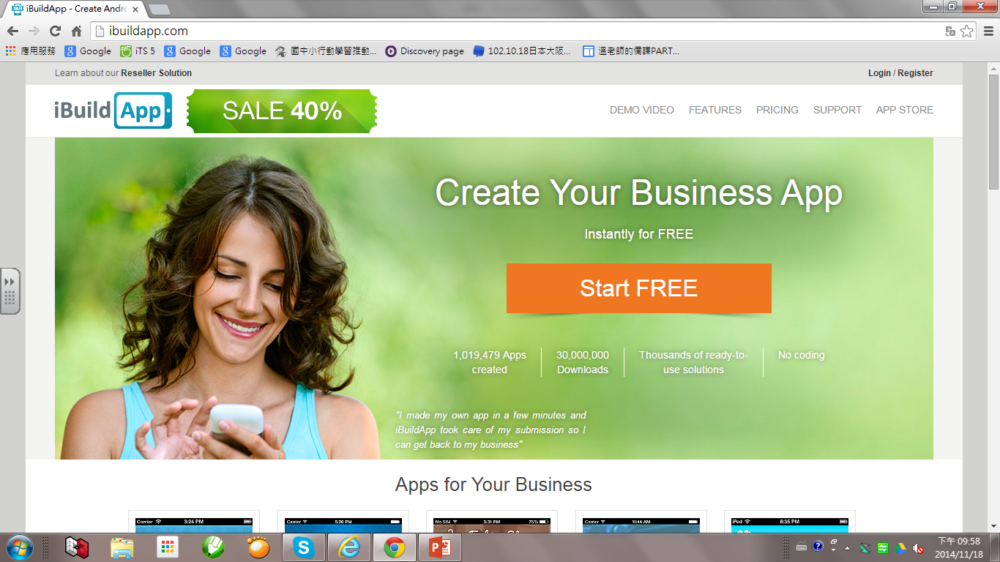 iBuildApp - Create Andro
ibuildapp.com
應用服務 Google iTS 5 Google Google 國中小行動學習推動... Discovery page 102.10.18日本大阪... 溫老師的備課PART...
Learn about our Reseller Solution
Login / Register
iBuild App
SALE 40%
DEMO VIDEO FEATURES PRICING SUPPORT APP STORE
Create Your Business App
Instantly for FREE
Start FREE
1,019,479 Apps
created
30,000,000
Downloads
Thousands of ready-to-
use solutions
No coding
"I made my own app in a few minutes and
iBuildApp took care of my submission so I
can get back to my business"
Apps for Your Business
Carrier 3:24 PM
Carrier 5:26 PM
No SIM 3:31 PM 75%
Carrier 11:44 AM
iPod 8:35 PM
下午 09:58
2014/11/18